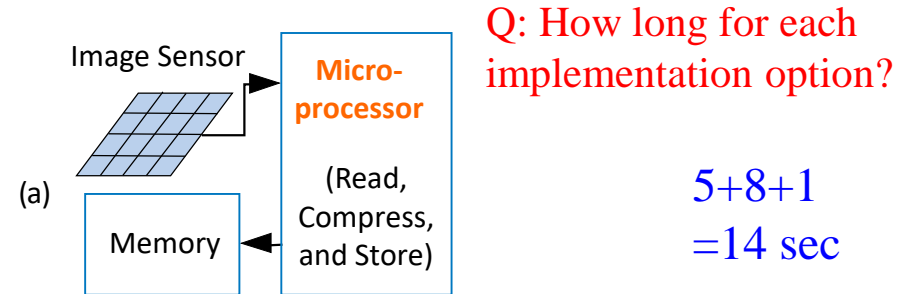 Q: How long for each
implementation option?
Image Sensor
Micro-
processor
(Read,
Compress,
and Store)
(a)
Memory
5+8+1
=14 sec